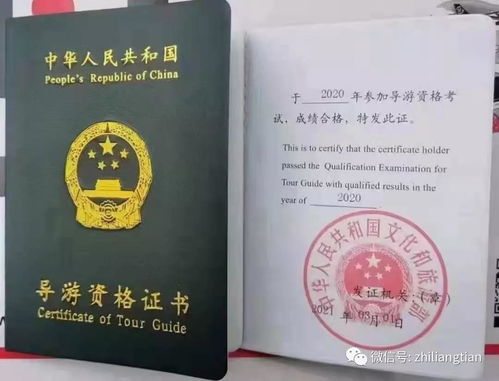 中华人民共和国
People's Republic of China
导游资格证书
Certificate of Tour Guide
于 2020 年参加导游资格考
试，成绩合格，特发此证。
This is to certify that the certificate holder
passed the Qualification Examination for
Tour Guide with qualified results in the
year of 2020
中华人民共和国文化和旅游部
发证机关：（章）
2021 年 03月 01日
微信号: zhiliangtian